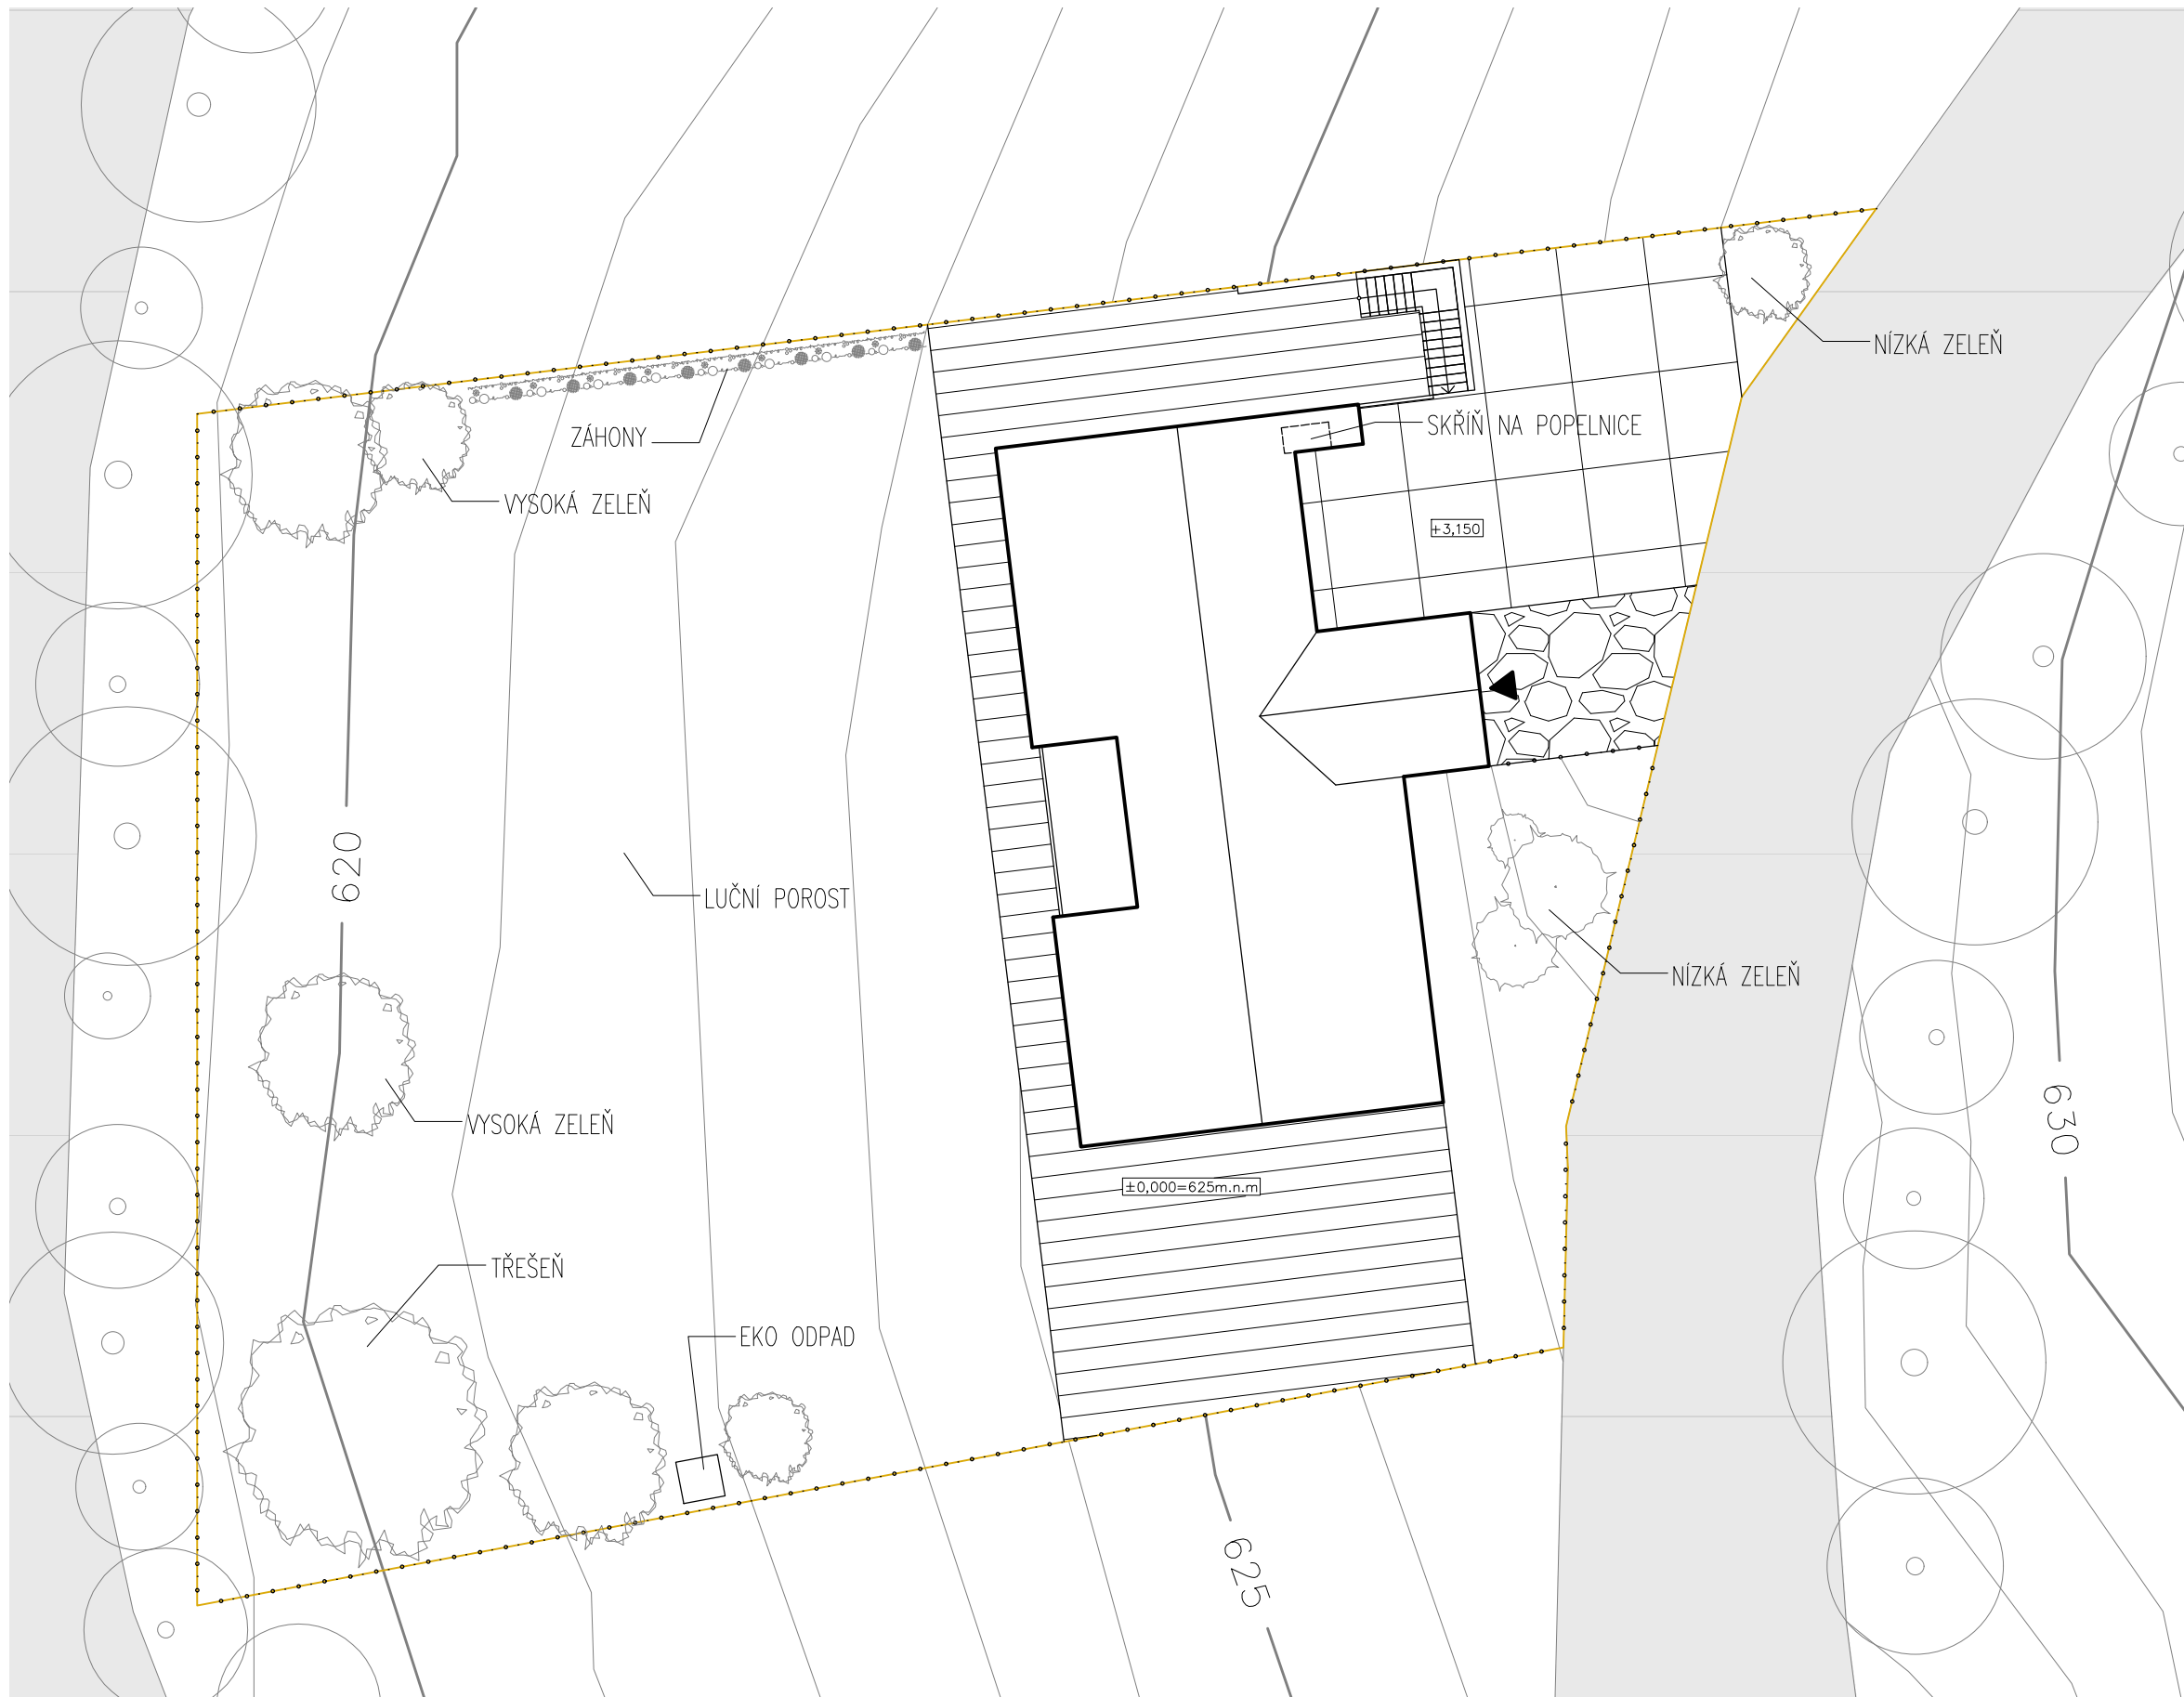 NÍZKÁ ZELEŇ
SKŘÍŇ NA POPELNICE
ZÁHONY
VYSOKÁ ZELEŇ
+3,150
620
LUČNÍ POROST
NÍZKÁ ZELEŇ
630
VYSOKÁ ZELEŇ
±0,000=625m.n.m
TŘEŠEŇ
EKO ODPAD
625